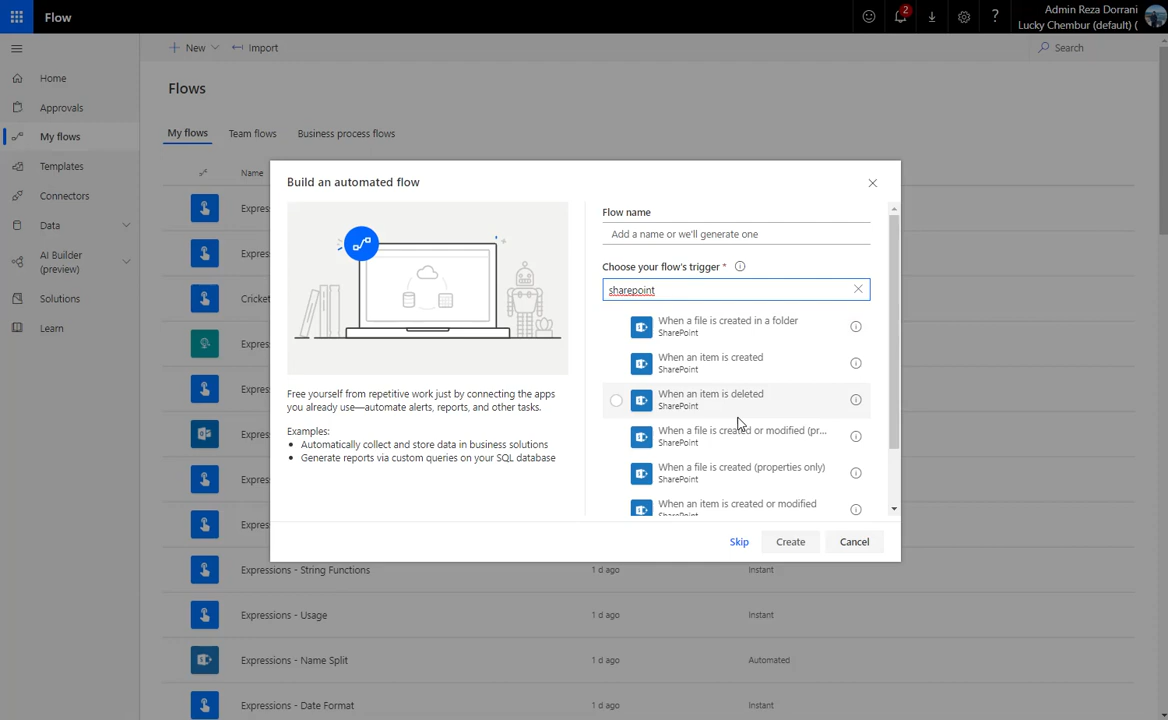 Flow
2
?
Admin Reza Dorrani
Lucky Chembur (default) (
New
Import
Search
Home
Approvals
My flows
Templates
Connectors
Data
AI Builder
(preview)
Solutions
Learn
Flows
My flows
Team flows
Business process flows
Name
Expres
Expres
Cricket
Expres
Expres
Expres
Expres
Expres
Expressions - String Functions
1 d ago
Instant
Expressions - Usage
1 d ago
Instant
Expressions - Name Split
1 d ago
Automated
Expressions - Date Format
1 d ago
Instant
Build an automated flow
Free yourself from repetitive work just by connecting the apps
you already use—automate alerts, reports, and other tasks.
Examples:
• Automatically collect and store data in business solutions
• Generate reports via custom queries on your SQL database
Flow name
Add a name or we'll generate one
Choose your flow's trigger *
sharepoint
When a file is created in a folder
SharePoint
When an item is created
SharePoint
When an item is deleted
SharePoint
When a file is created or modified (pr...
SharePoint
When a file is created (properties only)
SharePoint
When an item is created or modified
SharePoint
Skip
Create
Cancel